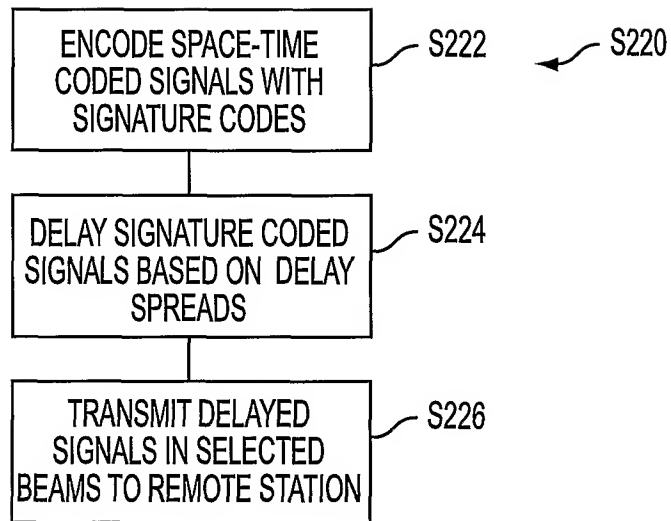 ENCODE SPACE-TIME
CODED SIGNALS WITH
SIGNATURE CODES
S222
S220
DELAY SIGNATURE CODED
SIGNALS BASED ON DELAY
SPREADS
S224
TRANSMIT DELAYED
SIGNALS IN SELECTED
BEAMS TO REMOTE STATION
S226